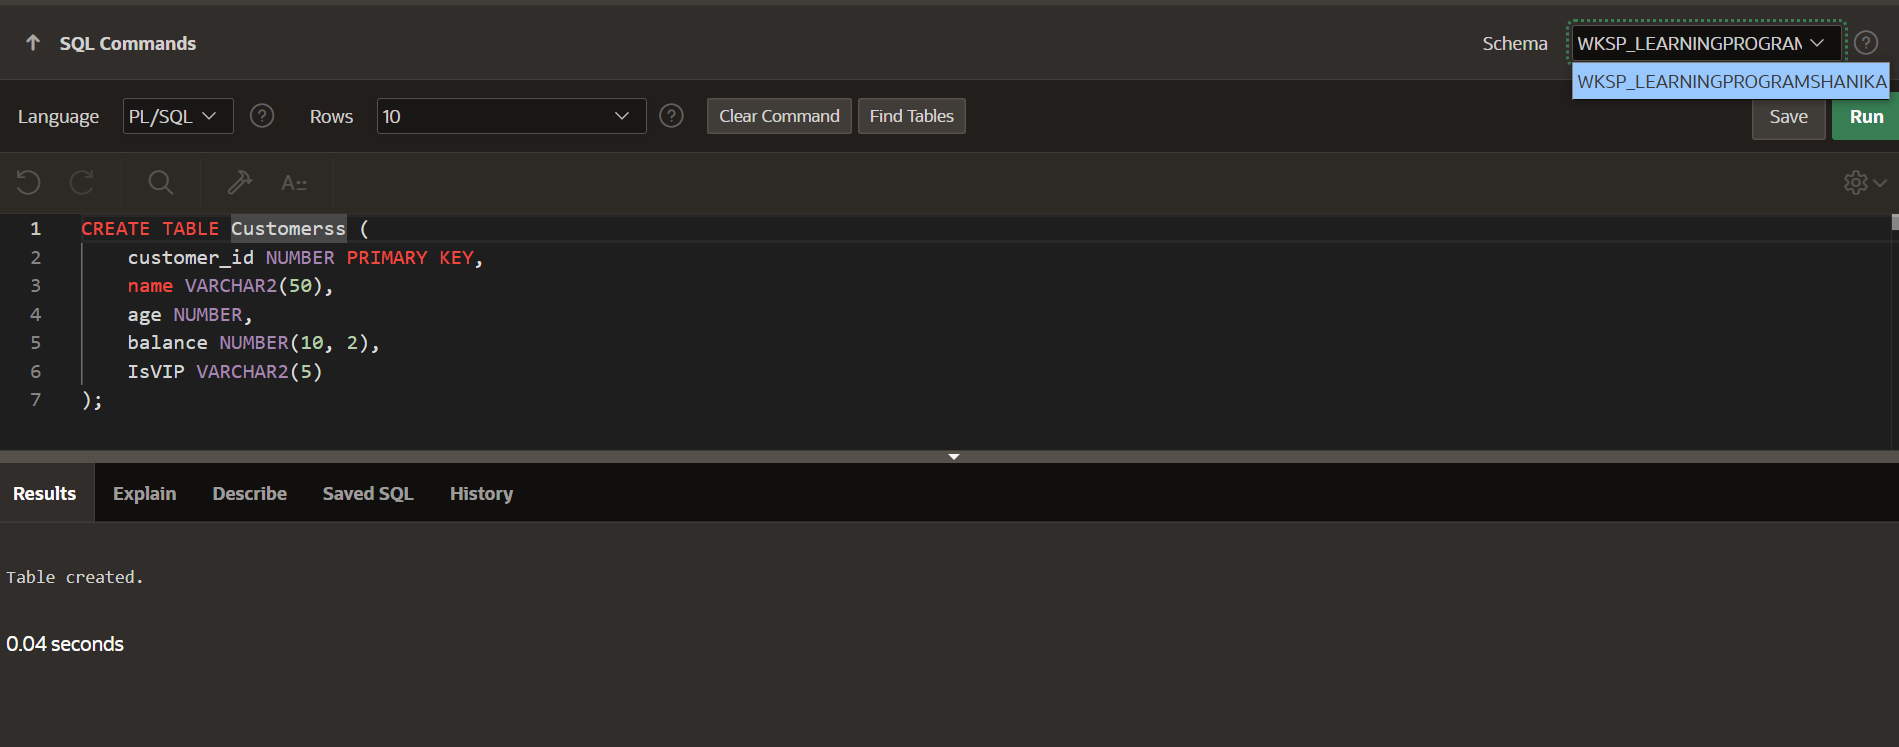 SQL Commands
Schema
WKSP_LEARNINGPROGRAM
WKSP_LEARNINGPROGRAMSHANIKA
Language
PL/SQL
?
Rows
10
?
Clear Command
Find Tables
Save
Run
?
A
1 CREATE TABLE Customerss (
2 customer_id NUMBER PRIMARY KEY,
3 name VARCHAR2(50),
4 age NUMBER,
5 balance NUMBER(10, 2),
6 IsVIP VARCHAR2(5)
7 );
Results
Explain
Describe
Saved SQL
History
Table created.
0.04 seconds